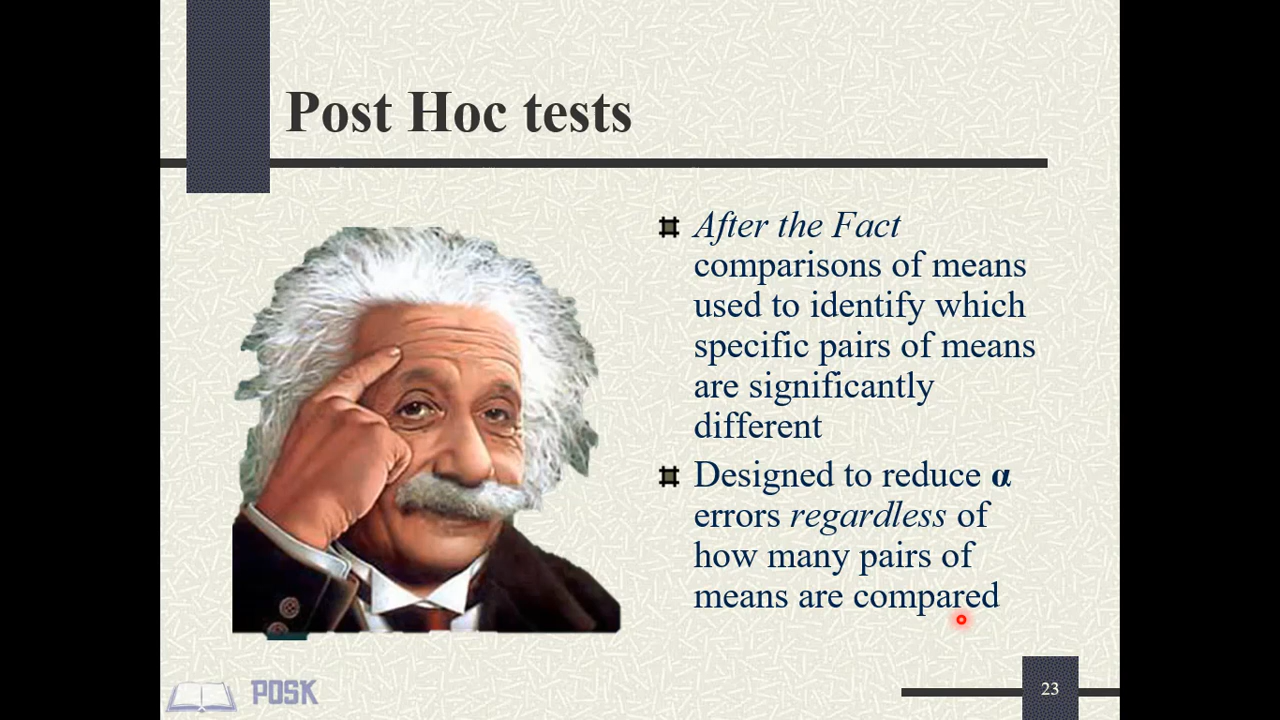 Post Hoc tests
After the Fact
comparisons of means
used to identify which
specific pairs of means
are significantly
different
Designed to reduce α
errors regardless of
how many pairs of
means are compared
POSK
23